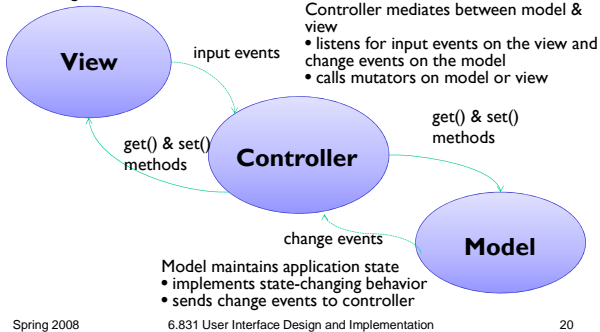 Controller mediates between model &
view
• listens for input events on the view and
change events on the model
• calls mutators on model or view
View
input events
get() & set()
methods
get() & set()
methods
Controller
change events
Model
Model maintains application state
• implements state-changing behavior
• sends change events to controller
Spring 2008
6.831 User Interface Design and Implementation
20